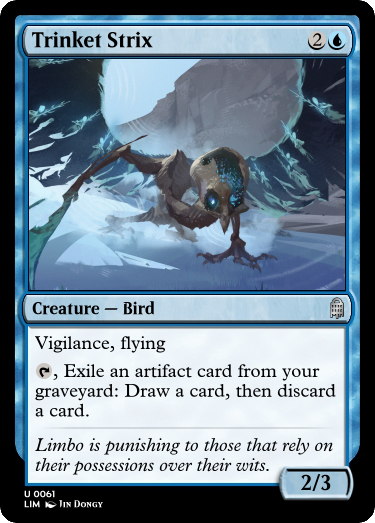 Trinket Strix 2
Creature — Bird
Vigilance, flying
, Exile an artifact card from your
graveyard: Draw a card, then discard
a card.
Limbo is punishing to those that rely on
their possessions over their wits.
2/3
U 0061
LIM Jin Dongy